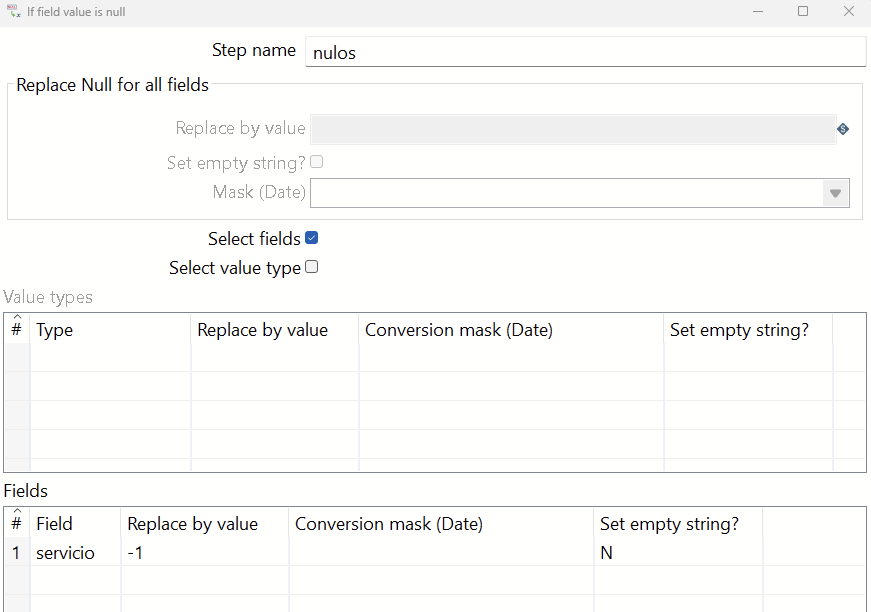 If field value is null
Step name nulos
Replace Null for all fields
Replace by value
Set empty string?
Mask (Date)
Select fields
Select value type
Value types
# Type Replace by value Conversion mask (Date) Set empty string?
Fields
# Field Replace by value Conversion mask (Date) Set empty string?
1 servicio -1 N